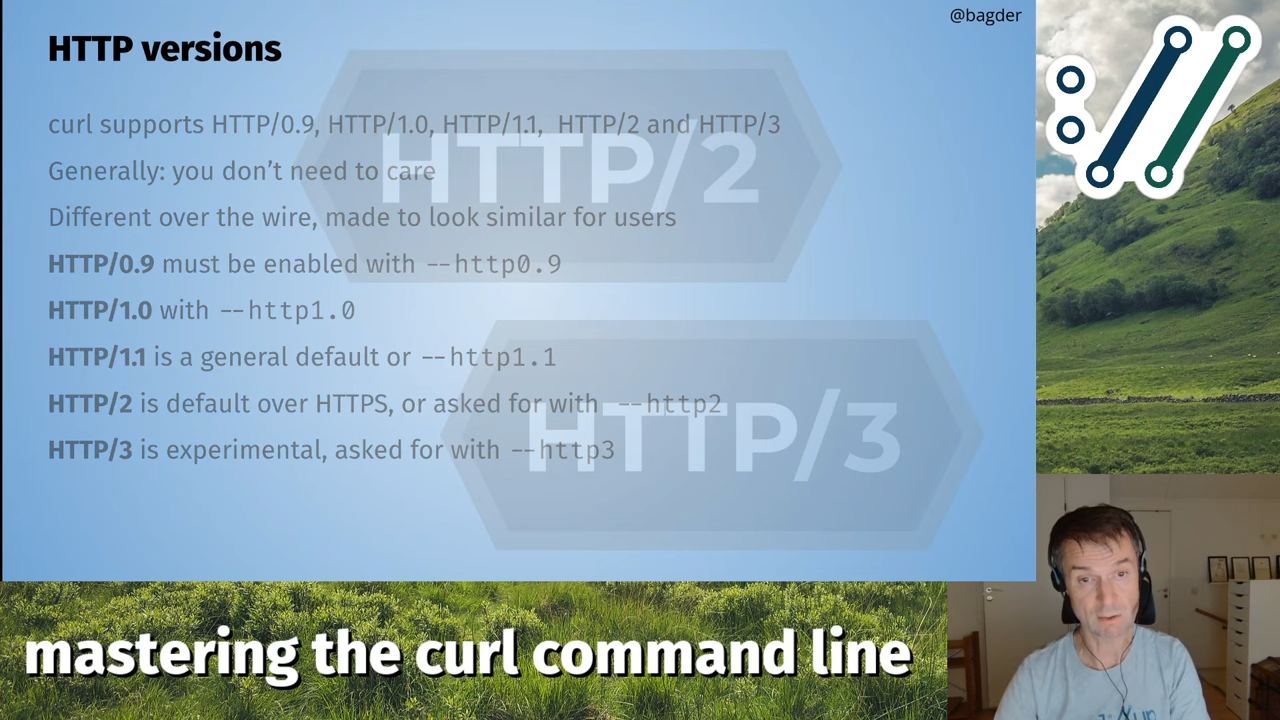 @bagder
HTTP versions
curl supports HTTP/0.9, HTTP/1.0, HTTP/1.1,  HTTP/2 and HTTP/3
Generally: you don’t need to care
Different over the wire, made to look similar for users
HTTP/0.9 must be enabled with --http0.9
HTTP/1.0 with --http1.0
HTTP/1.1 is a general default or --http1.1
HTTP/2 is default over HTTPS, or asked for with --http2
HTTP/3 is experimental, asked for with --http3
HTTP/2
HTTP/3
mastering the curl command line